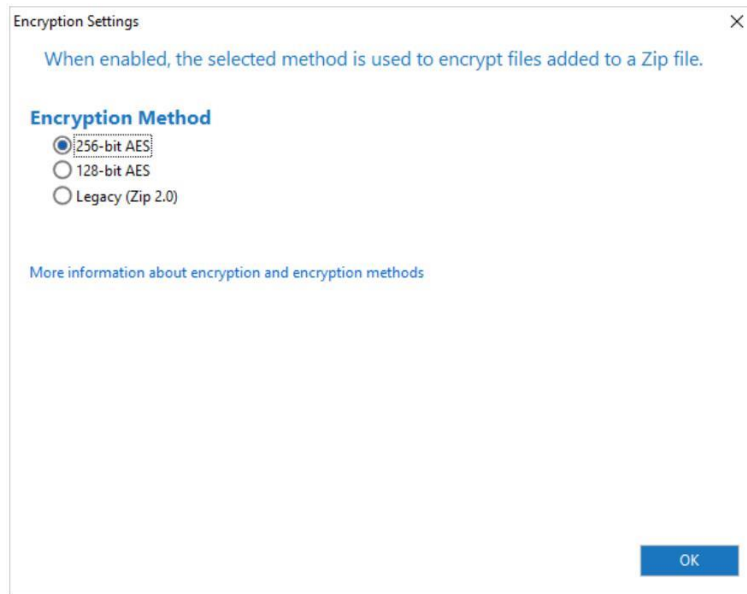 Encryption Settings
When enabled, the selected method is used to encrypt files added to a Zip file.
Encryption Method
256-bit AES
128-bit AES
Legacy (Zip 2.0)
More information about encryption and encryption methods
OK